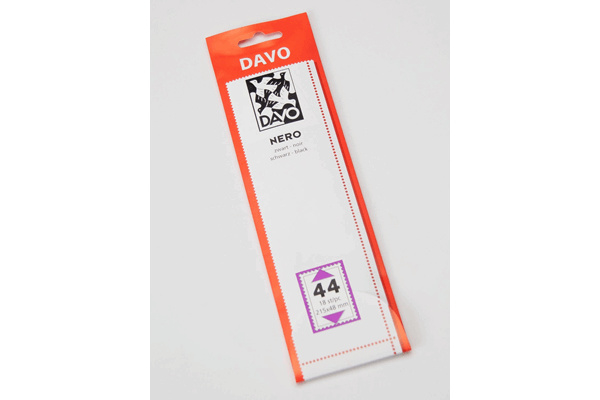 DAVO
DAVO
NERO
zwart - noir
schwarz - black
44
18 strips
215x48 mm